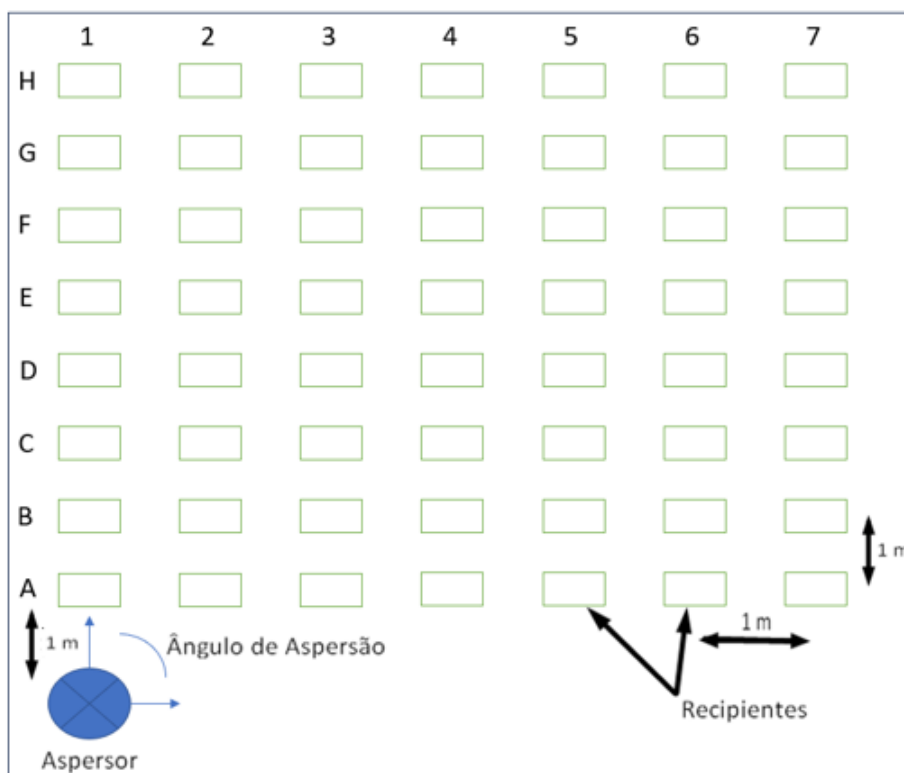 1 2 3 4 5 6 7
H
G
F
E
D
C
B
1 m
A
1 m
Ângulo de Aspersão
1 m
Recipientes
Aspersor